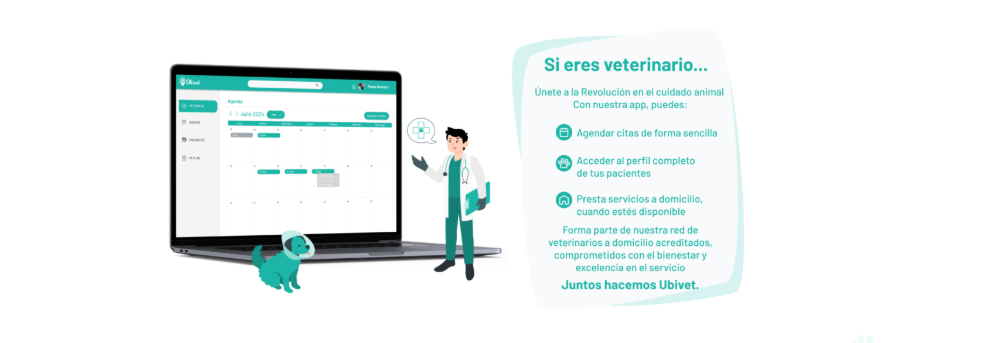 Ubivet
Agenda
Julio 2024
Si eres veterinario...
Únete a la Revolución en el cuidado animal
Con nuestra app, puedes:
Agendar citas de forma sencilla
Acceder al perfil completo
de tus pacientes
Presta servicios a domicilio,
cuando estés disponible
Forma parte de nuestra red de
veterinarios a domicilio acreditados,
comprometidos con el bienestar y
excelencia en el servicio
Juntos hacemos Ubivet.